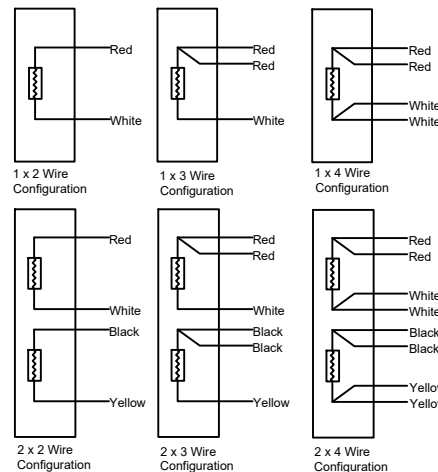 Red
White
1 x 2 Wire
Configuration
Red
Red
White
1 x 3 Wire
Configuration
Red
Red
White
White
1 x 4 Wire
Configuration
Red
White
Black
Yellow
2 x 2 Wire
Configuration
Red
Red
White
Black
Black
Yellow
2 x 3 Wire
Configuration
Red
Red
White
White
Black
Black
Yellow
Yellow
2 x 4 Wire
Configuration